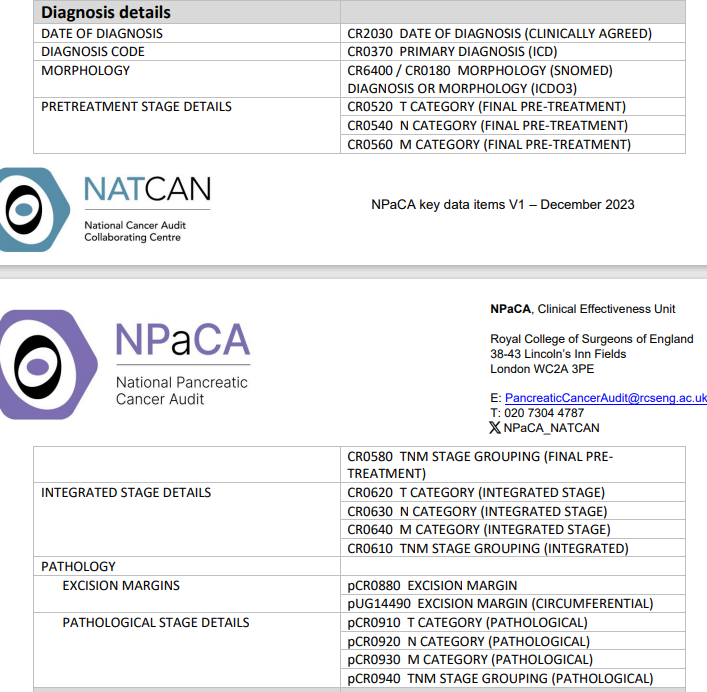 Diagnosis details
DATE OF DIAGNOSIS CR2030 DATE OF DIAGNOSIS (CLINICALLY AGREED)
DIAGNOSIS CODE CR0370 PRIMARY DIAGNOSIS (ICD)
MORPHOLOGY CR6400 / CR0180 MORPHOLOGY (SNOMED)
DIAGNOSIS OR MORPHOLOGY (ICDO3)
PRETREATMENT STAGE DETAILS CR0520 T CATEGORY (FINAL PRE-TREATMENT)
CR0540 N CATEGORY (FINAL PRE-TREATMENT)
CR0560 M CATEGORY (FINAL PRE-TREATMENT)
NATCAN
National Cancer Audit
Collaborating Centre
NPaCA key data items V1 – December 2023
NPaCA
National Pancreatic
Cancer Audit
NPaCA, Clinical Effectiveness Unit
Royal College of Surgeons of England
38-43 Lincoln's Inn Fields
London WC2A 3PE
E: PancreaticCancerAudit@rcseng.ac.uk
T: 020 7304 4787
X NPaCA_NATCAN
CR0580 TNM STAGE GROUPING (FINAL PRE-
TREATMENT)
INTEGRATED STAGE DETAILS CR0620 T CATEGORY (INTEGRATED STAGE)
CR0630 N CATEGORY (INTEGRATED STAGE)
CR0640 M CATEGORY (INTEGRATED STAGE)
CR0610 TNM STAGE GROUPING (INTEGRATED)
PATHOLOGY
EXCISION MARGINS pCR0880 EXCISION MARGIN
pUG14490 EXCISION MARGIN (CIRCUMFERENTIAL)
PATHOLOGICAL STAGE DETAILS pCR0910 T CATEGORY (PATHOLOGICAL)
pCR0920 N CATEGORY (PATHOLOGICAL)
pCR0930 M CATEGORY (PATHOLOGICAL)
pCR0940 TNM STAGE GROUPING (PATHOLOGICAL)